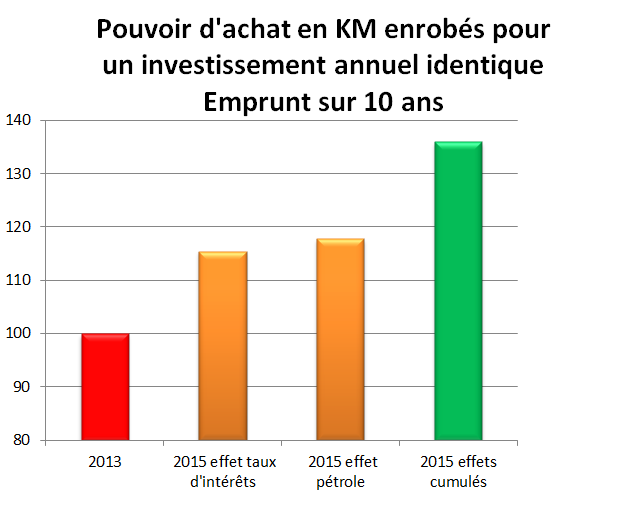 Pouvoir d'achat en KM enrobés pour
un investissement annuel identique
Emprunt sur 10 ans
140
130
120
110
100
90
80
2013
2015 effet taux
d'intérêts
2015 effet
pétrole
2015 effets
cumulés